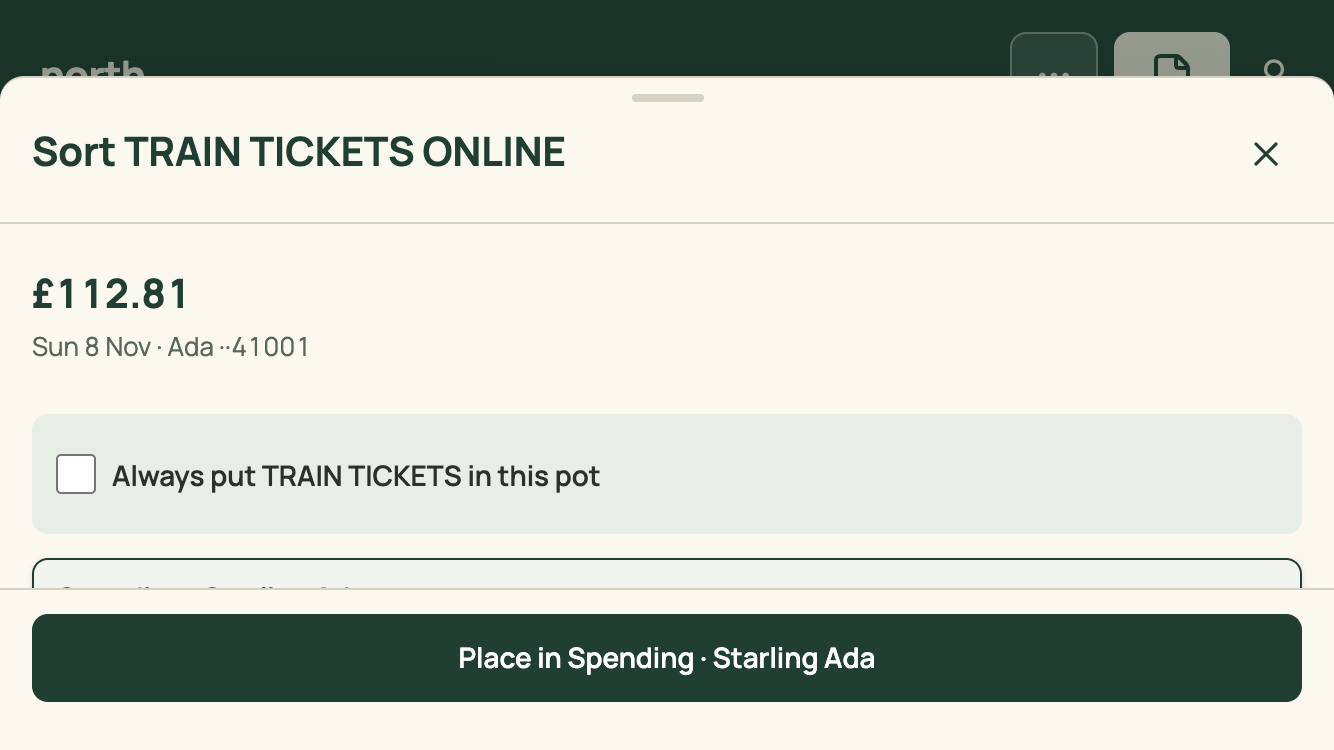 north
Sort TRAIN TICKETS ONLINE
£112.81
Sun 8 Nov · Ada ··41001
Always put TRAIN TICKETS in this pot
Place in Spending · Starling Ada